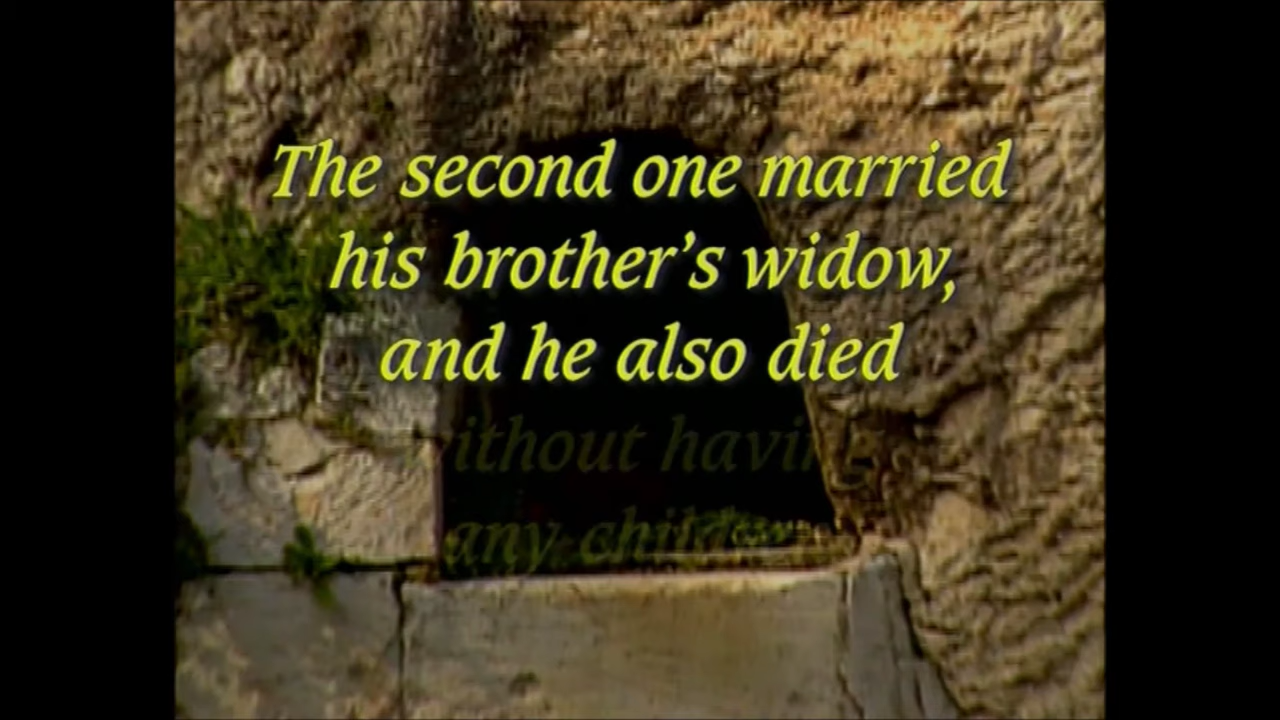 The second one married
his brother’s widow,
and he also died
without having
any children